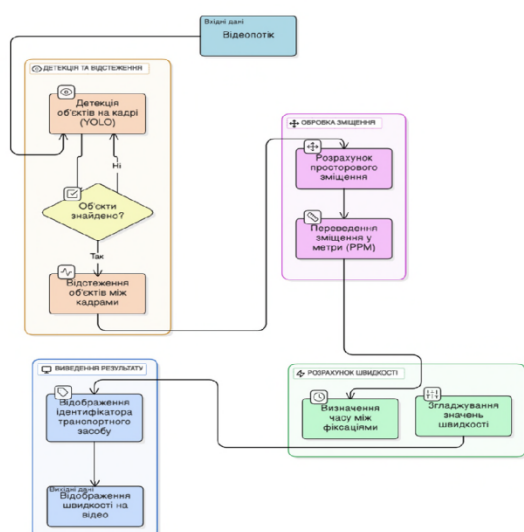 Вхідні дані
Відеопотік
ДЕТЕКЦІЯ ТА ВІДСТЕЖЕННЯ
Детекція
об'єктів на кадрі
(YOLO)
Ні
Об'єкти
знайдено?
Так
Відстеження
об'єктів між
кадрами
ОБРОБКА ЗМІЩЕННЯ
Розрахунок
просторового
зміщення
Переведення
зміщення у
метри (PPM)
РОЗРАХУНОК ШВИДКОСТІ
Визначення
часу між
фіксаціями
Згладжування
значень
швидкості
ВИВЕДЕННЯ РЕЗУЛЬТАТУ
Відображення
ідентифікатора
транспортного
засобу
Вихідні дані
Відображення
швидкості на
відео